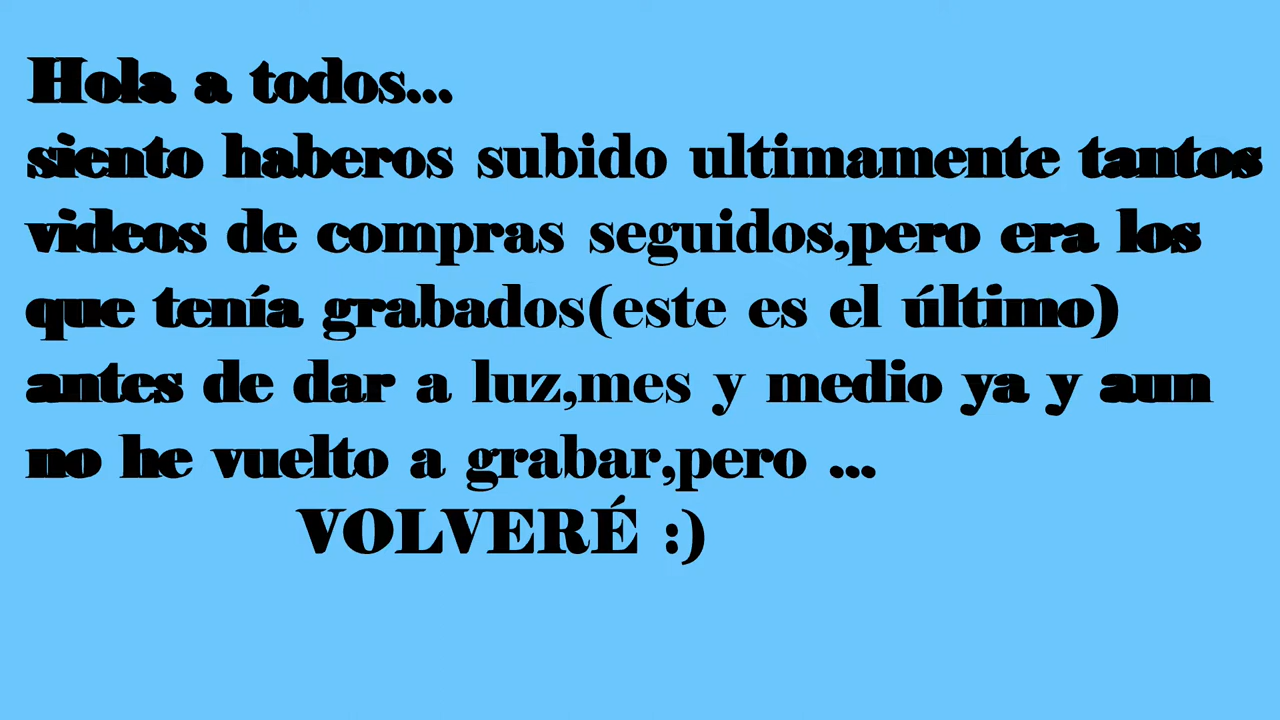 Hola a todos...
siento haberos subido ultimamente tantos
videos de compras seguidos,pero era los
que tenía grabados(este es el último)
antes de dar a luz,mes y medio ya y aun
no he vuelto a grabar,pero ...
VOLVERÉ :)